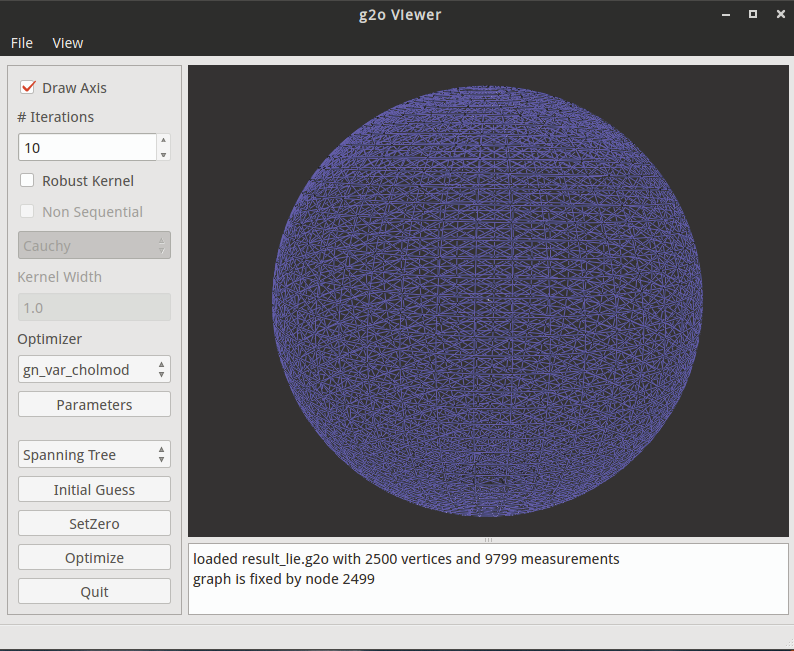 g2o VIewer
File View
Draw Axis
# Iterations
10
Robust Kernel
Non Sequential
Cauchy
Kernel Width
1.0
Optimizer
gn_var_cholmod
Parameters
Spanning Tree
Initial Guess
SetZero
Optimize
Quit
loaded result_lie.g2o with 2500 vertices and 9799 measurements
graph is fixed by node 2499